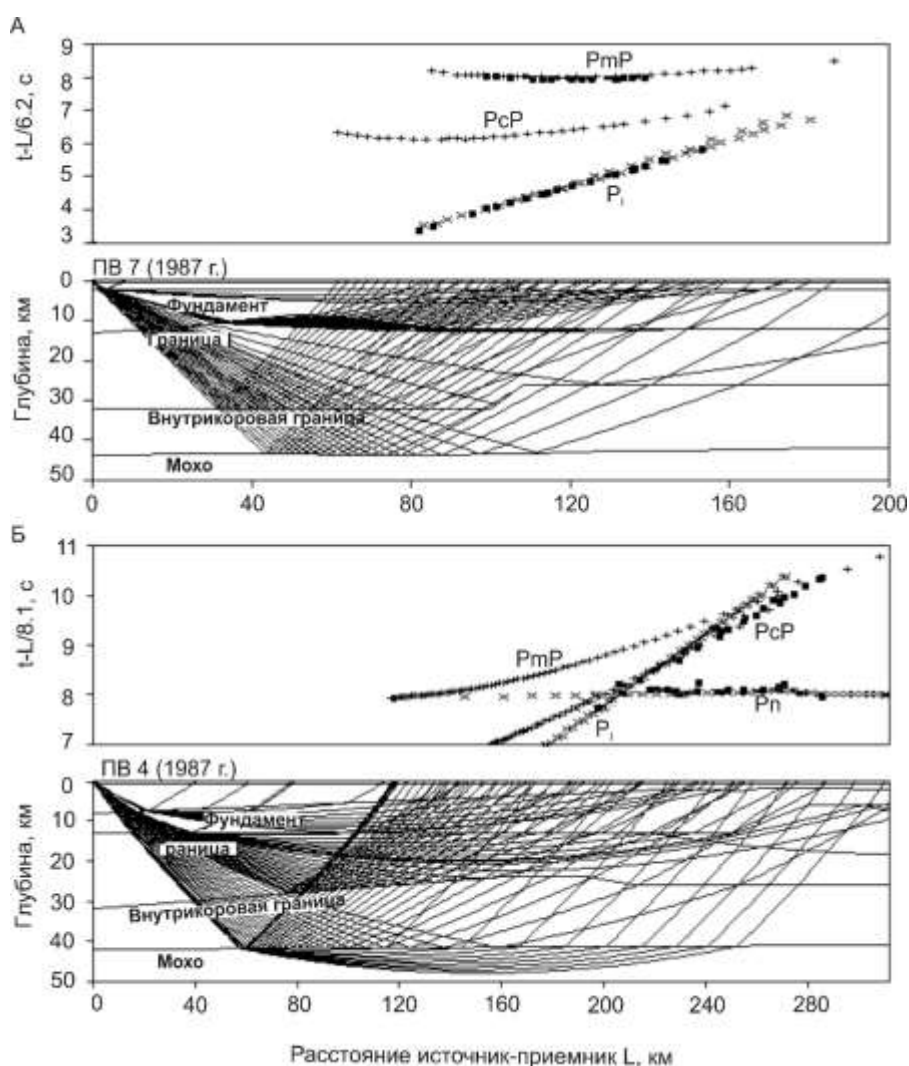 А
9
8
7
6
5
4
3
t-L/6.2, с
PmP
PcP
P_I
ПВ 7 (1987 г.)
0
10
20
30
40
50
Глубина, км
Фундамент
Граница I
Внутрикоровая граница
Мохо
0 40 80 120 160 200
Б
11
10
9
8
7
t-L/8.1, с
PmP
PcP
Pn
P_I
ПВ 4 (1987 г.)
0
10
20
30
40
50
Глубина, км
Фундамент
Граница I
Внутрикоровая граница
Мохо
0 40 80 120 160 200 240 280
Расстояние источник-приемник L, км